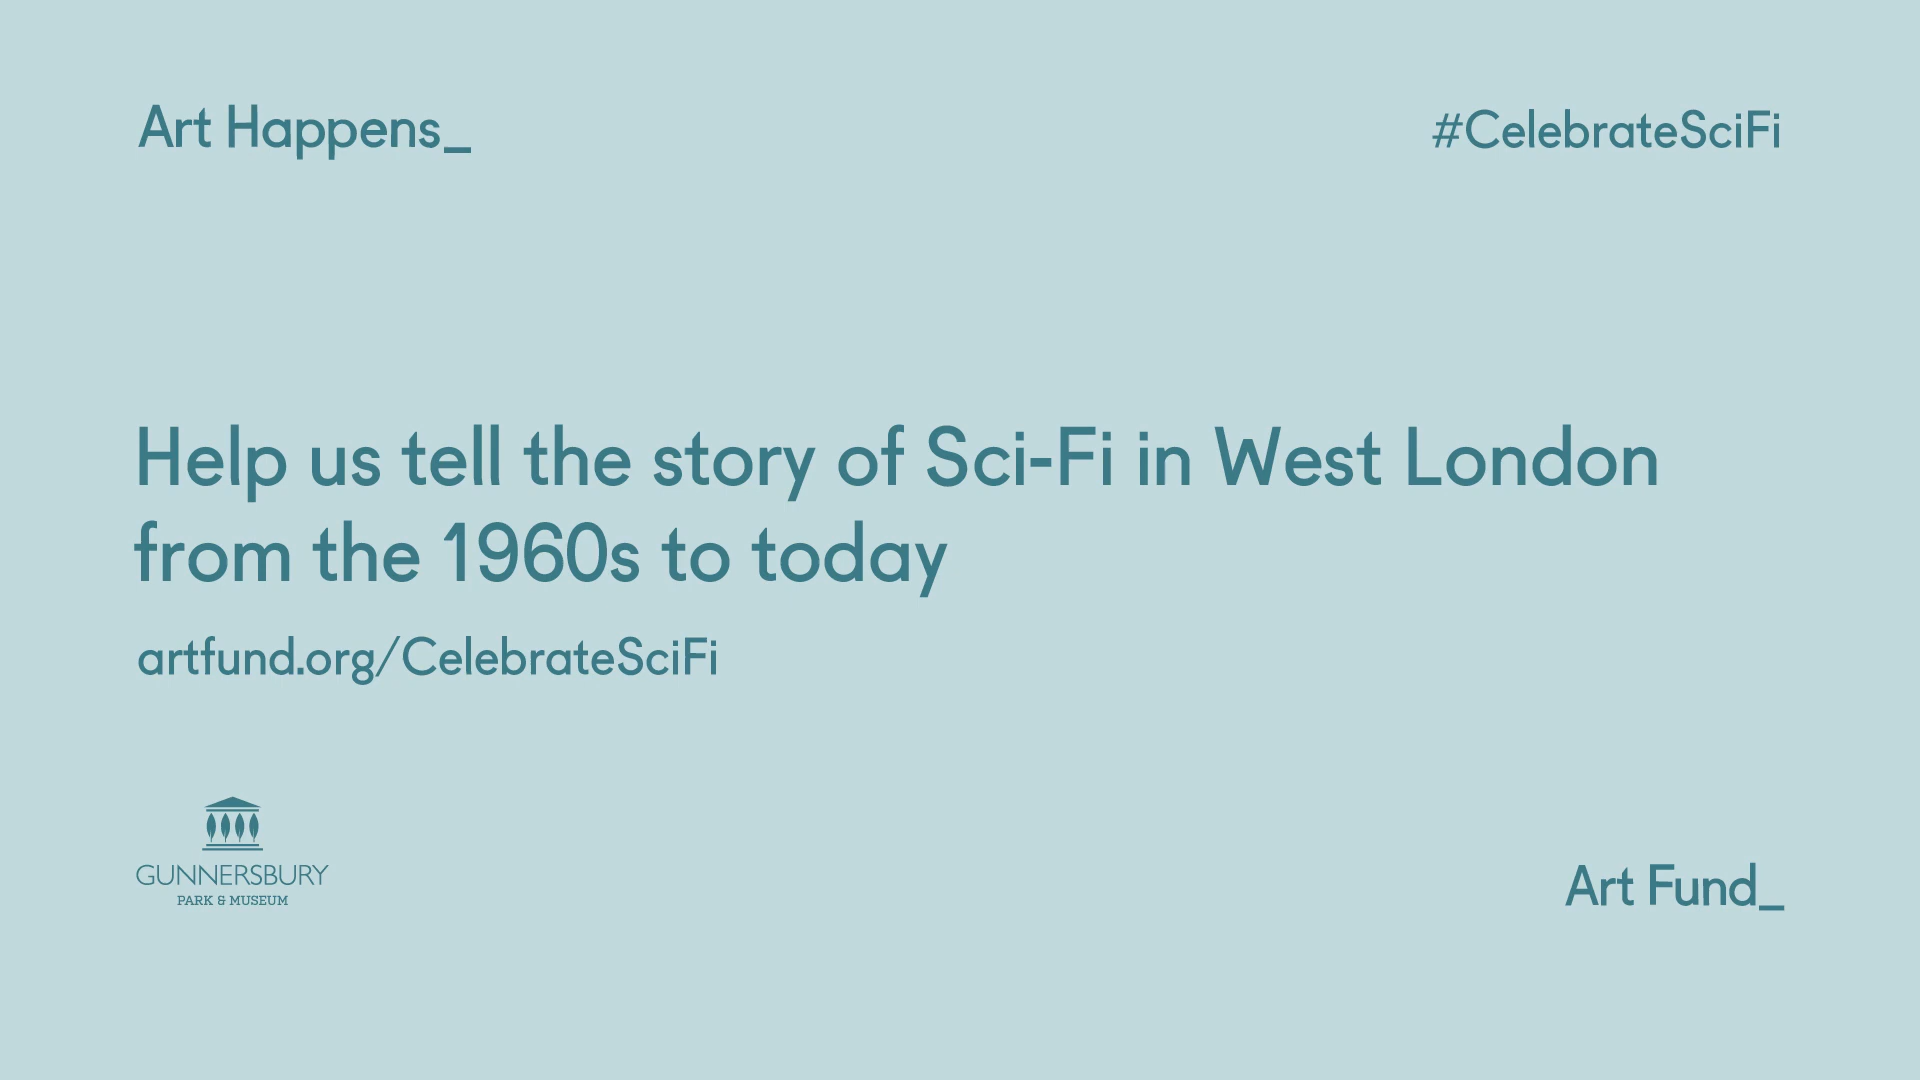 Art Happens_
#CelebrateSciFi
Help us tell the story of Sci-Fi in West London
from the 1960s to today
artfund.org/CelebrateSciFi
GUNNERSBURY
PARK & MUSEUM
Art Fund_